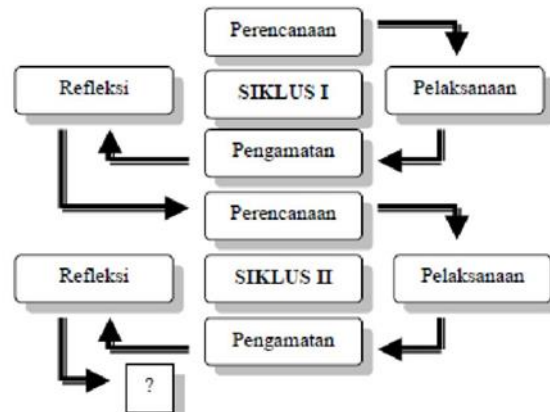 Perencanaan
Refleksi
SIKLUS I
Pelaksanaan
Pengamatan
Perencanaan
Refleksi
SIKLUS II
Pelaksanaan
Pengamatan
?